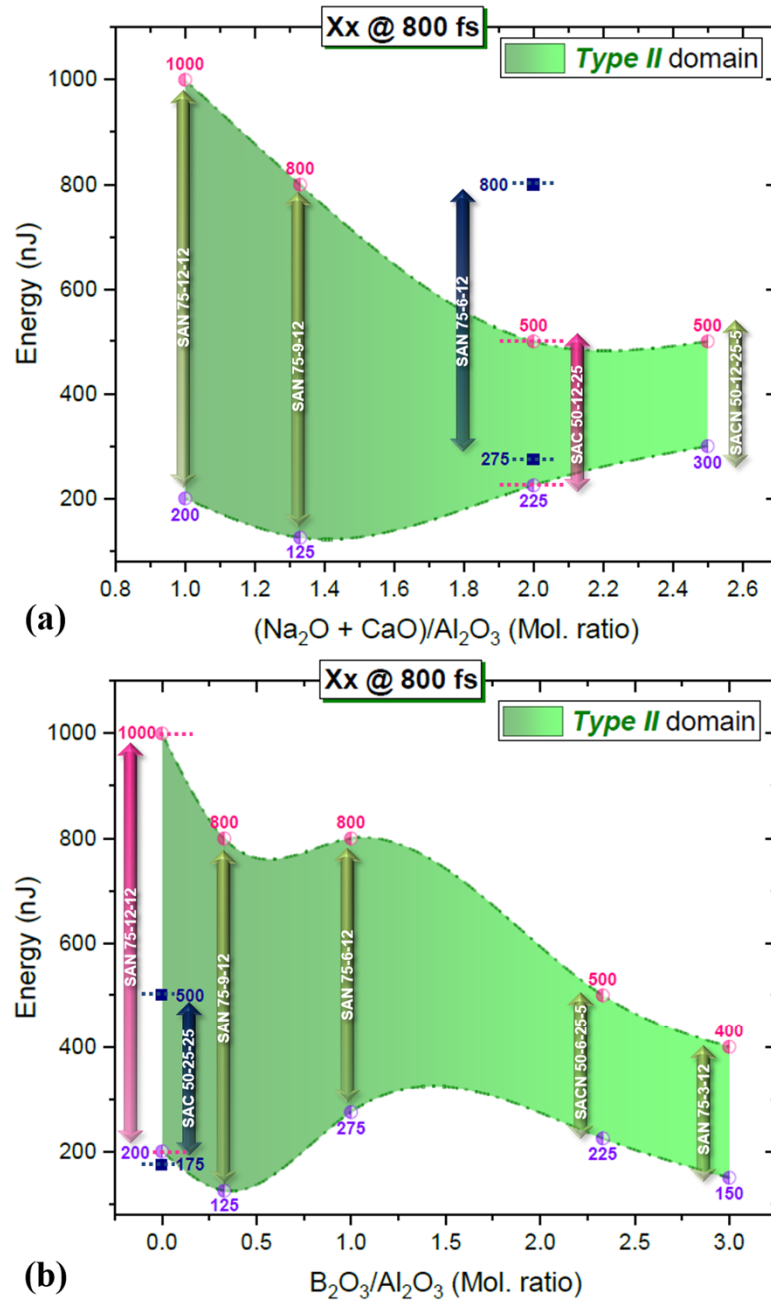 Xx @ 800 fs
Type II domain
1000
1000
800
800
800
600
500
500
400
300
275
225
200
200
125
SAN 75-12-12
SAN 75-9-12
SAN 75-6-12
SAC 50-12-25
SACN 50-12-25-5
Energy (nJ)
0.8 1.0 1.2 1.4 1.6 1.8 2.0 2.2 2.4 2.6
(a)
(Na₂O + CaO)/Al₂O₃ (Mol. ratio)
Xx @ 800 fs
Type II domain
1000
1000
800
800
800
600
500
500
400
400
275
225
200
200
175
150
125
SAN 75-12-12
SAC 50-25-25
SAN 75-9-12
SAN 75-6-12
SACN 50-6-25-5
SAN 75-3-12
Energy (nJ)
0.0 0.5 1.0 1.5 2.0 2.5 3.0
(b)
B₂O₃/Al₂O₃ (Mol. ratio)